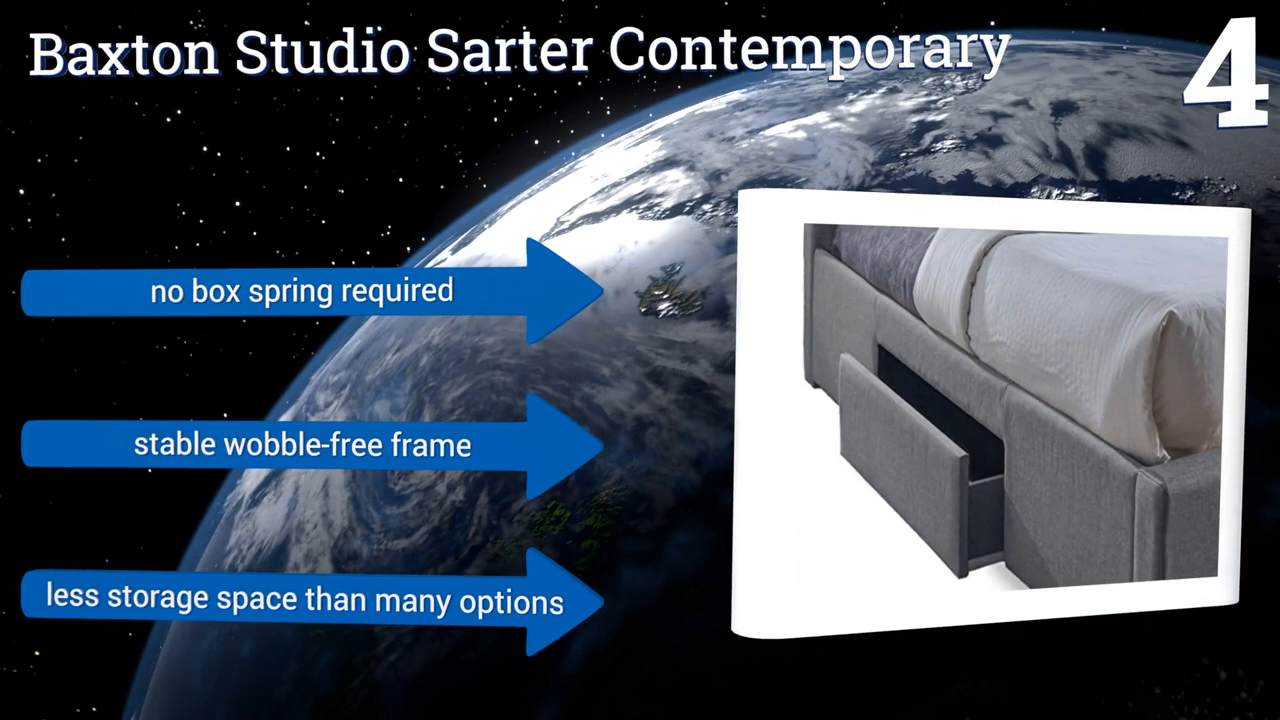 Baxton Studio Sarter Contemporary
4
no box spring required
stable wobble-free frame
less storage space than many options